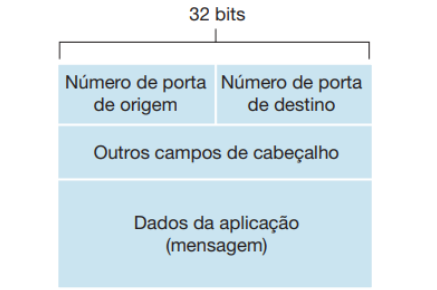 32 bits
Número de porta de origem
Número de porta de destino
Outros campos de cabeçalho
Dados da aplicação
(mensagem)